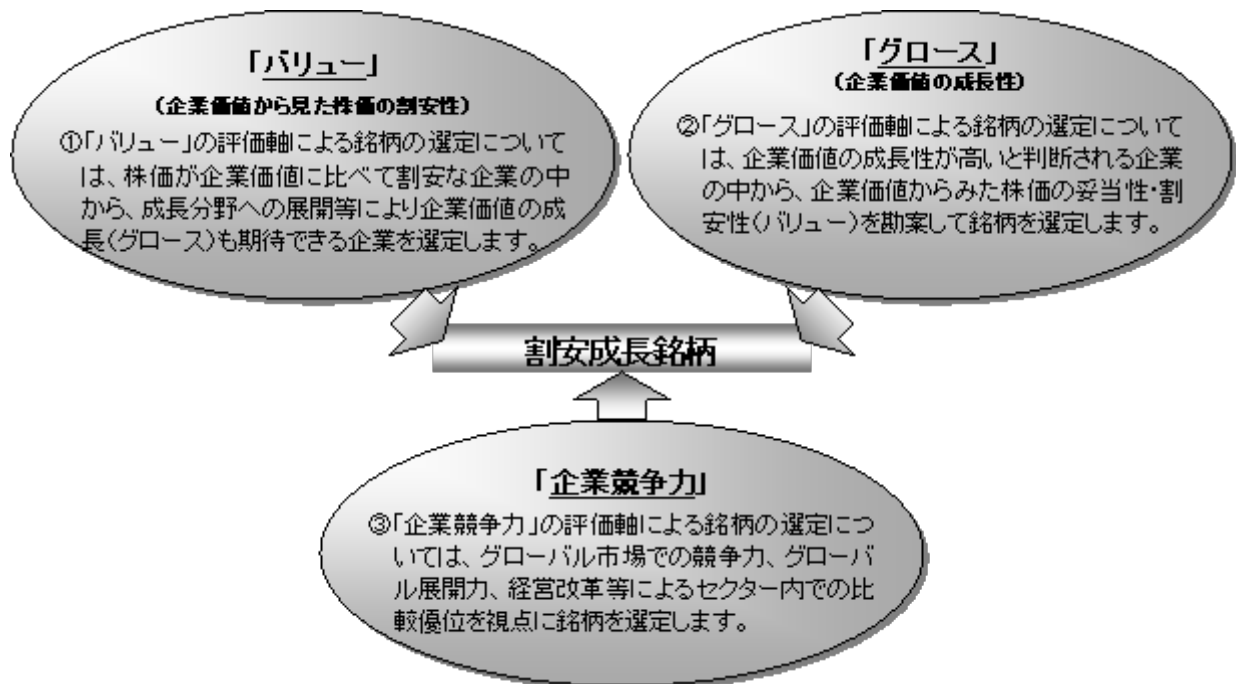 「バリュー」
(企業価値から見た株価の割安性)
①「バリュー」の評価軸による銘柄の選定について
は、株価が企業価値に比べて割安な企業の中
から、成長分野への展開等により企業価値の成
長(グロース)も期待できる企業を選定します。
「グロース」
(企業価値の成長性)
②「グロース」の評価軸による銘柄の選定について
は、企業価値の成長性が高いと判断される企業
の中から、企業価値からみた株価の妥当性・割
安性(バリュー)を勘案して銘柄を選定します。
割安成長銘柄
「企業競争力」
③「企業競争力」の評価軸による銘柄の選定につ
いては、グローバル市場での競争力、グローバ
ル展開力、経営改革等によるセクター内での比
較優位を視点に銘柄を選定します。